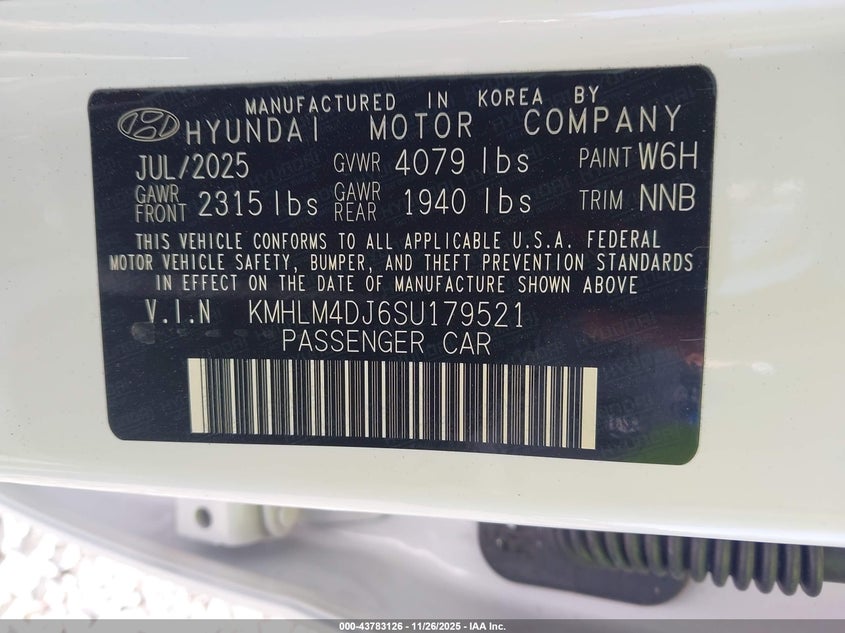 MANUFACTURED IN KOREA BY
HYUNDAI MOTOR COMPANY
JUL/2025 GVWR 4079 lbs PAINT W6H
GAWR FRONT 2315 lbs GAWR REAR 1940 lbs TRIM NNB
THIS VEHICLE CONFORMS TO ALL APPLICABLE U.S.A. FEDERAL
MOTOR VEHICLE SAFETY, BUMPER, AND THEFT PREVENTION STANDARDS
IN EFFECT ON THE DATE OF MANUFACTURE SHOWN ABOVE
V.I.N KMHLM4DJ6SU179521
PASSENGER CAR
000-43783126 - 11/26/2025 - IAA Inc.